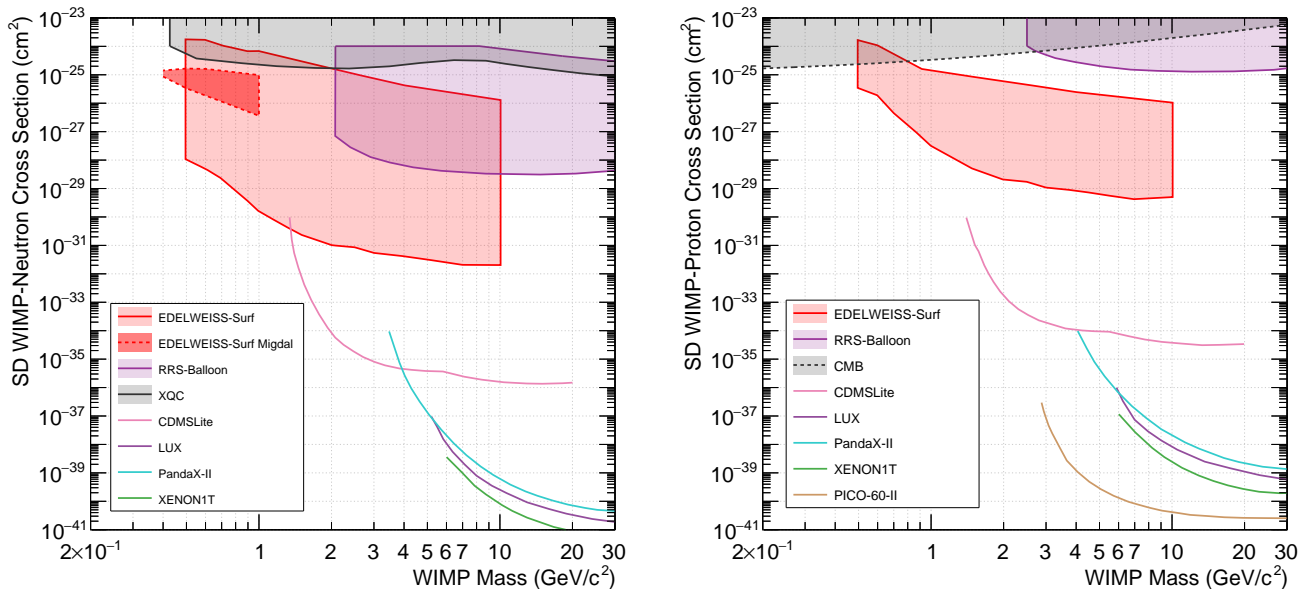 SD WIMP-Neutron Cross Section (cm²)
10⁻²³
10⁻²⁵
10⁻²⁷
10⁻²⁹
10⁻³¹
10⁻³³
10⁻³⁵
10⁻³⁷
10⁻³⁹
10⁻⁴¹
EDELWEISS-Surf
EDELWEISS-Surf Migdal
RRS-Balloon
XQC
CDMSLite
LUX
PandaX-II
XENON1T
2×10⁻¹ 1 2 3 4 5 6 7 10 20 30
WIMP Mass (GeV/c²)
SD WIMP-Proton Cross Section (cm²)
10⁻²³
10⁻²⁵
10⁻²⁷
10⁻²⁹
10⁻³¹
10⁻³³
10⁻³⁵
10⁻³⁷
10⁻³⁹
10⁻⁴¹
EDELWEISS-Surf
RRS-Balloon
CMB
CDMSLite
LUX
PandaX-II
XENON1T
PICO-60-II
2×10⁻¹ 1 2 3 4 5 6 7 10 20 30
WIMP Mass (GeV/c²)